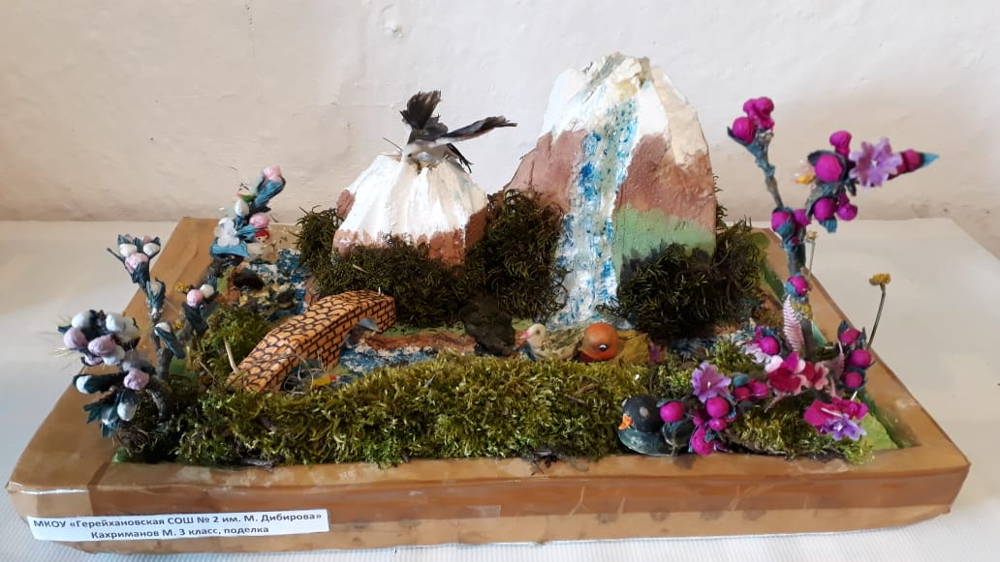 МКОУ «Герейхановская СОШ № 2 им. М. Дибирова»
Кахриманов М. 3 класс, поделка